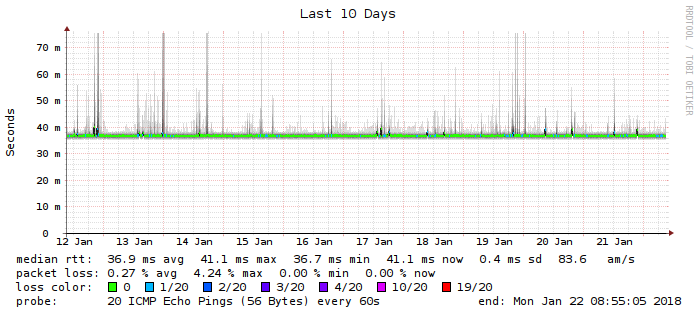 Last 10 Days
RRDTOOL / TOBI OETIKER
Seconds
70 m
60 m
50 m
40 m
30 m
20 m
10 m
0
12 Jan 13 Jan 14 Jan 15 Jan 16 Jan 17 Jan 18 Jan 19 Jan 20 Jan 21 Jan
median rtt: 36.9 ms avg 41.1 ms max 36.7 ms min 41.1 ms now 0.4 ms sd 83.6 am/s
packet loss: 0.27 % avg 4.24 % max 0.00 % min 0.00 % now
loss color: 0 1/20 2/20 3/20 4/20 10/20 19/20
probe: 20 ICMP Echo Pings (56 Bytes) every 60s end: Mon Jan 22 08:55:05 2018